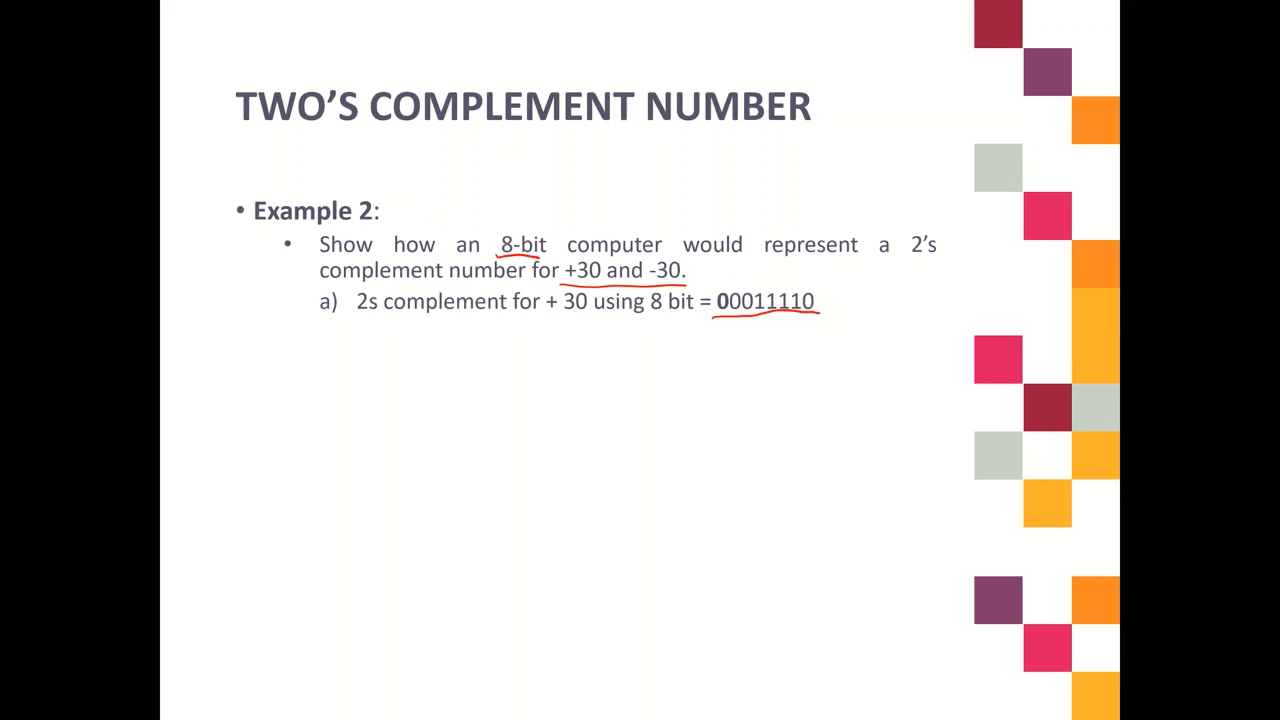 TWO’S COMPLEMENT NUMBER
• Example 2:
• Show how an 8-bit computer would represent a 2’s
complement number for +30 and -30.
a) 2s complement for + 30 using 8 bit = 00011110